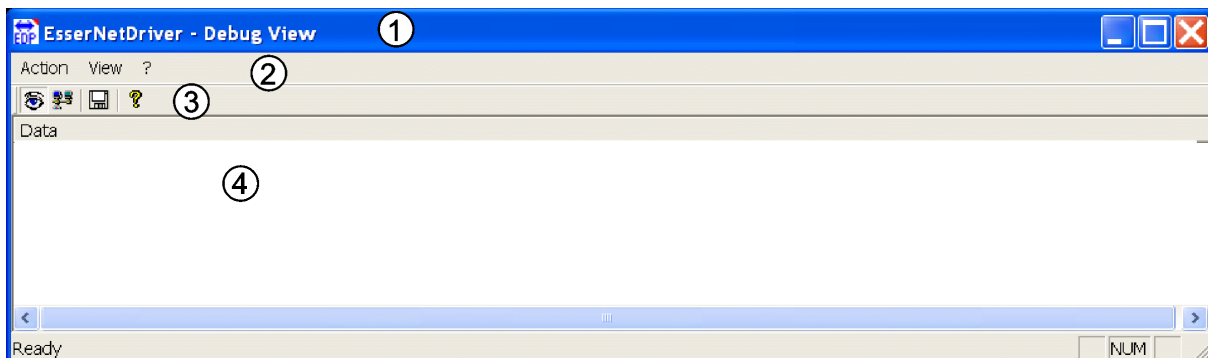 EDP EsserNetDriver - Debug View 1
Action View ? 2
3
Data
4
Ready NUM